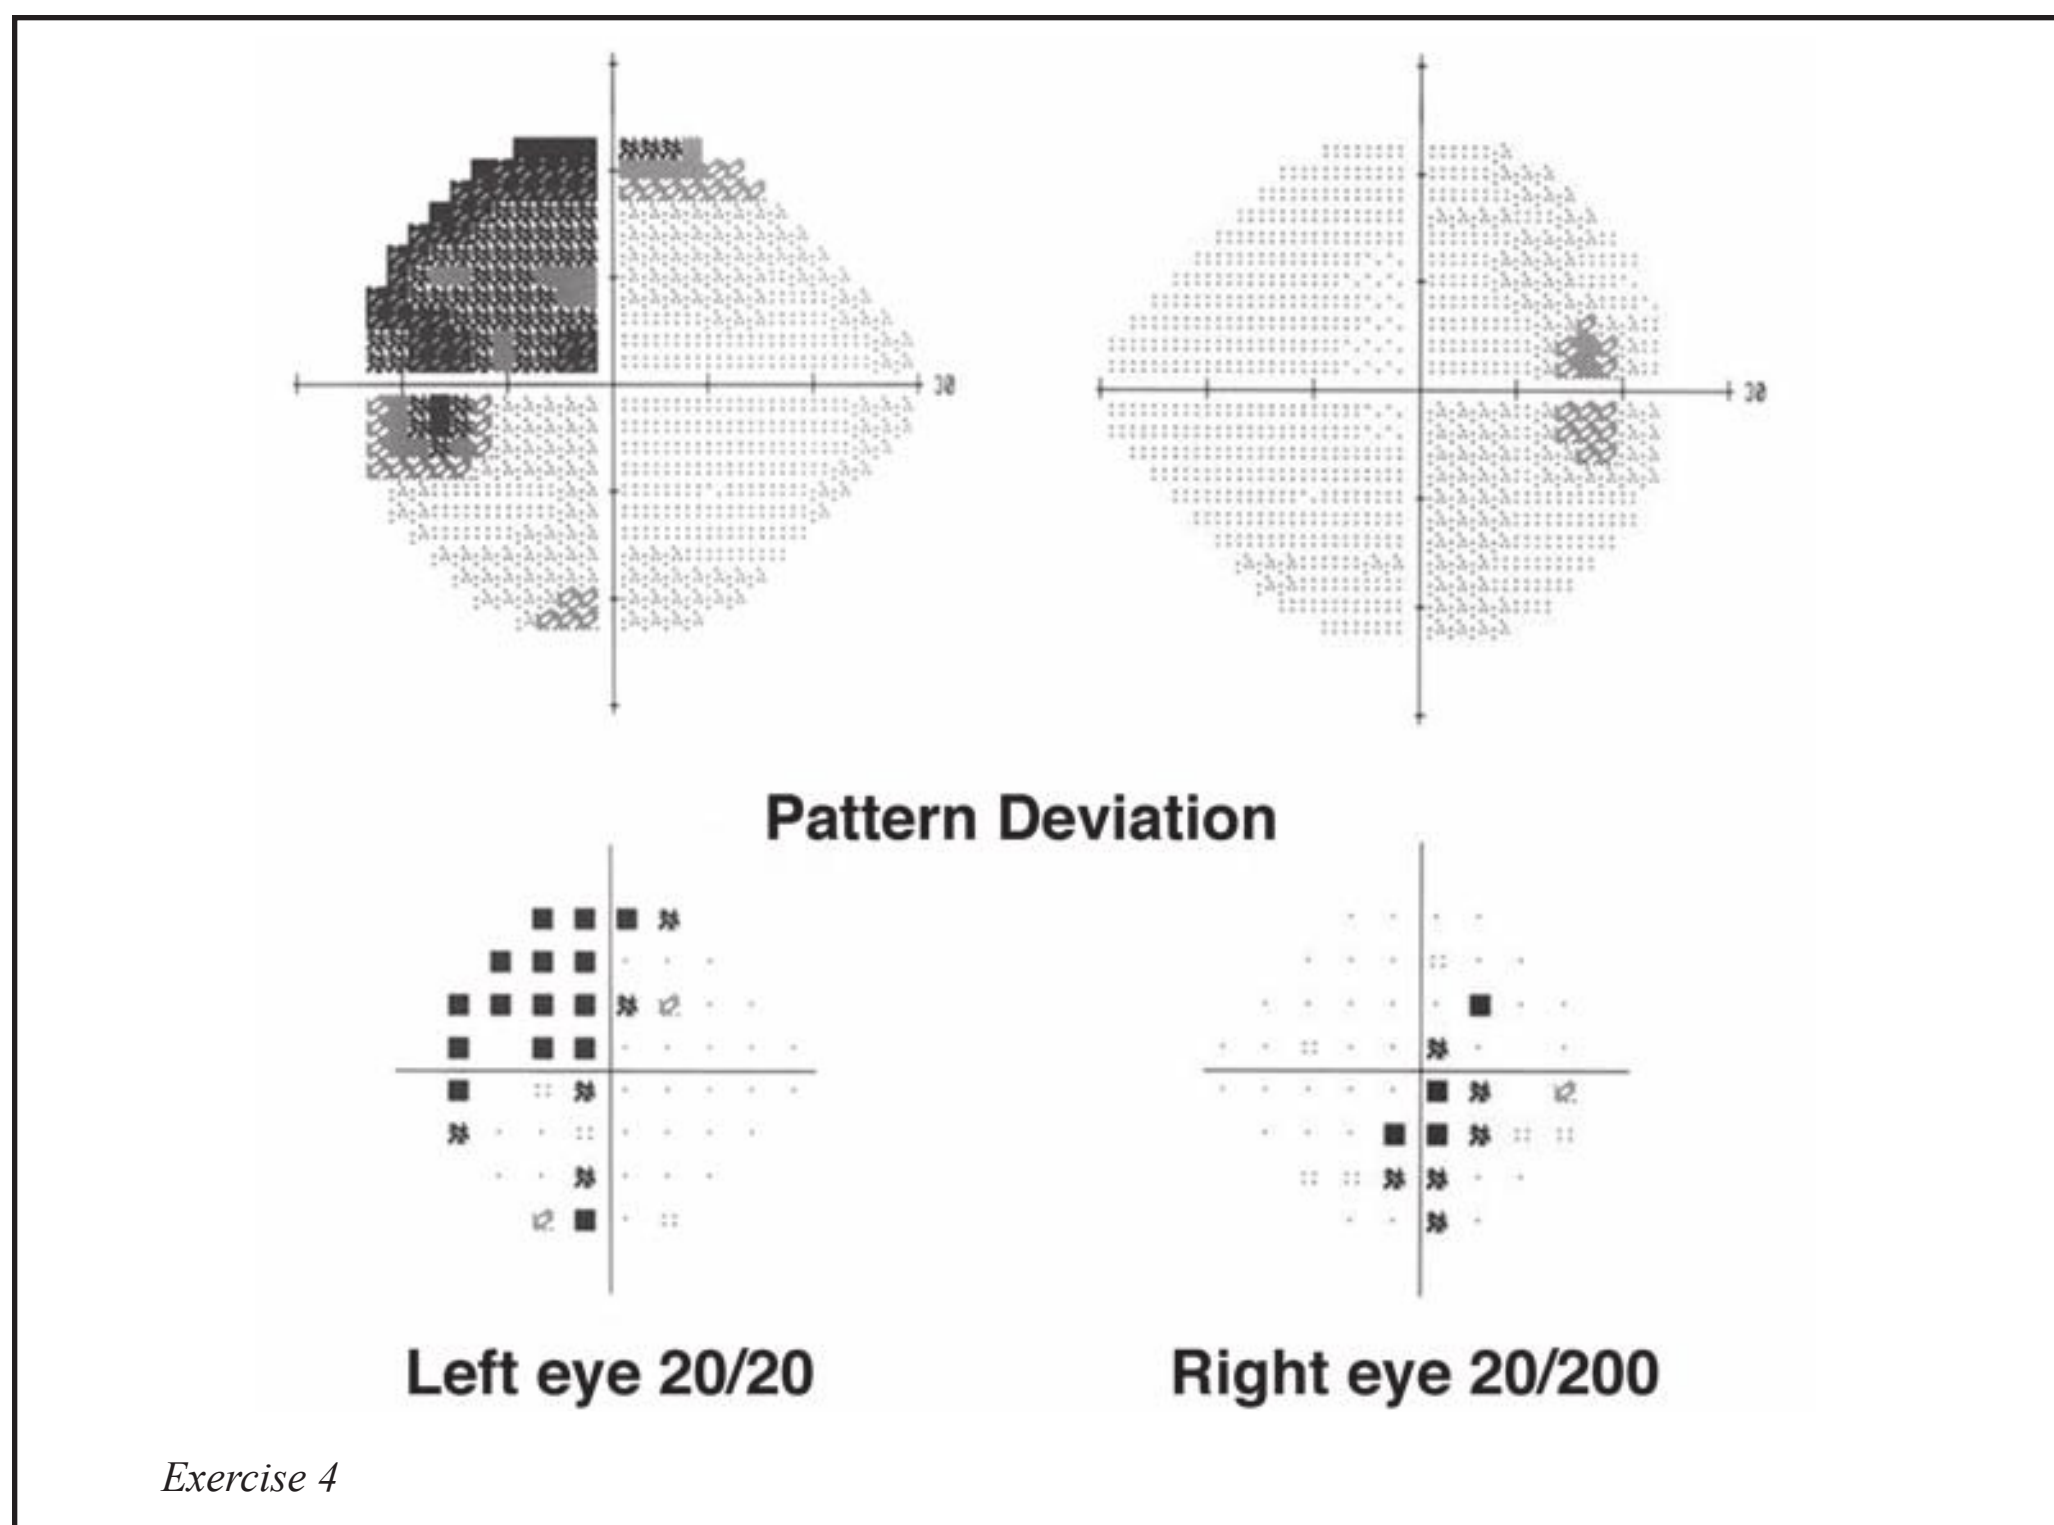 30
30
Pattern Deviation
Left eye 20/20
Right eye 20/200
Exercise 4